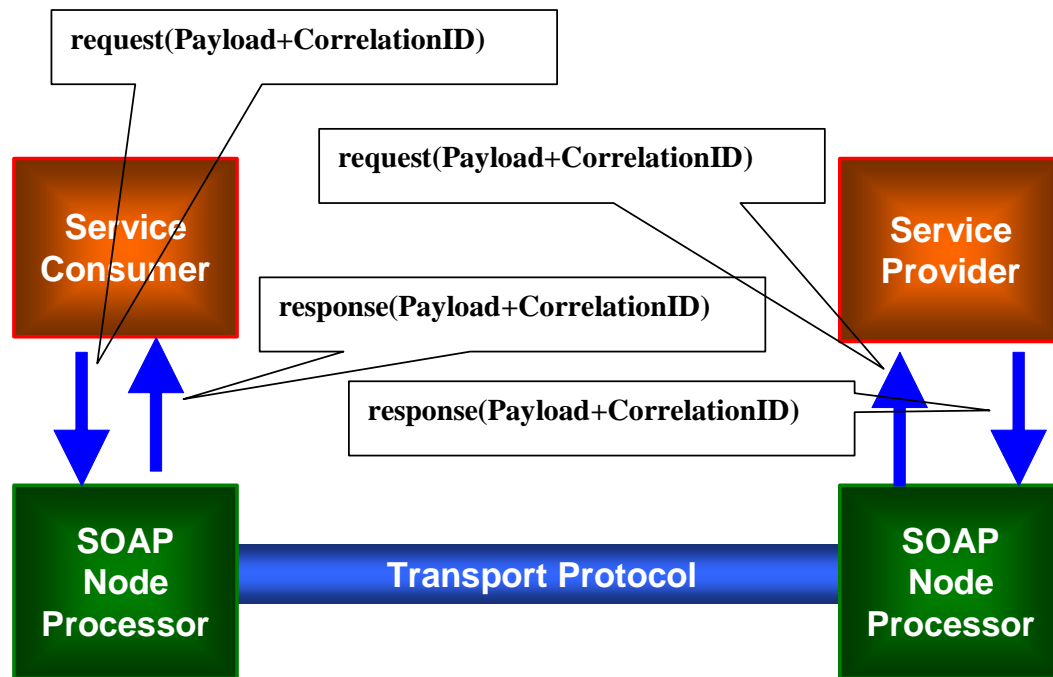 request(Payload+CorrelationID)
request(Payload+CorrelationID)
Service
Consumer
Service
Provider
response(Payload+CorrelationID)
response(Payload+CorrelationID)
SOAP
Node
Processor
Transport Protocol
SOAP
Node
Processor